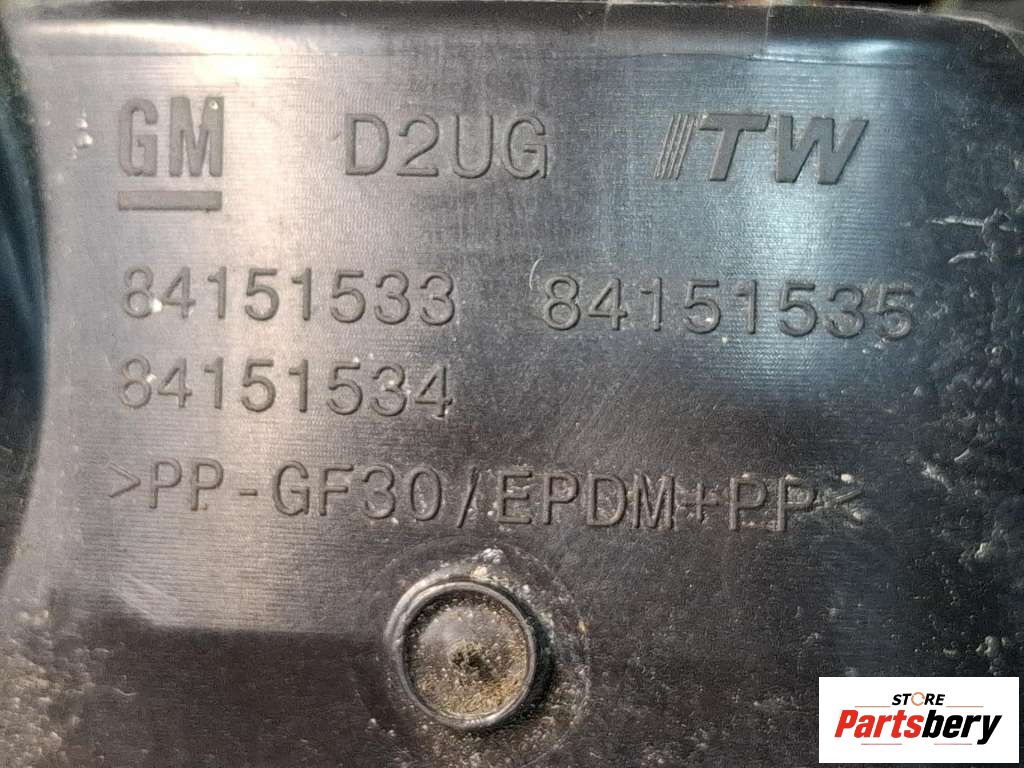 GM D2UG ITW
84151533 84151535
84151534
>PP-GF30/EPDM+PP<
STORE
Partsbery